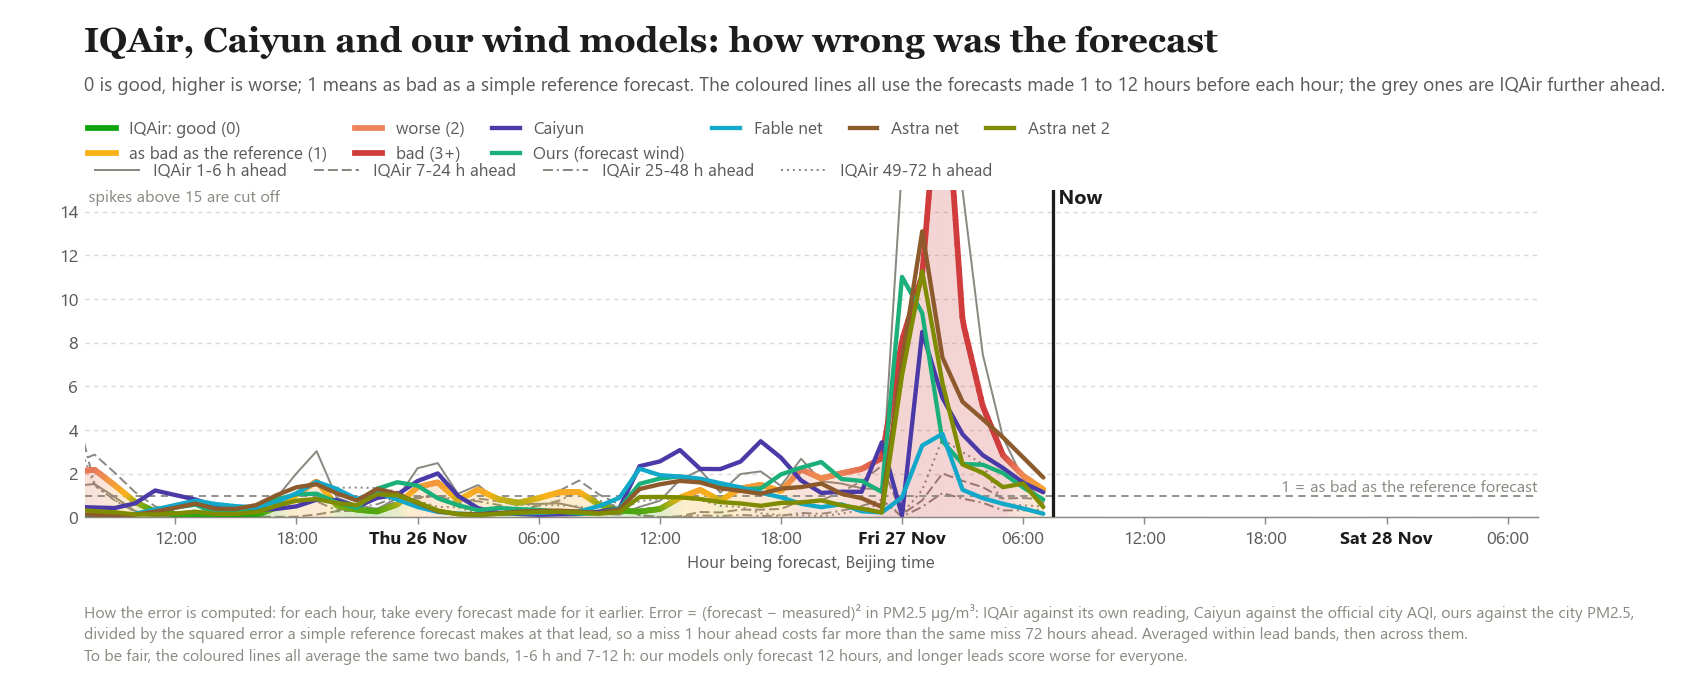 IQAir, Caiyun and our wind models: how wrong was the forecast
0 is good, higher is worse; 1 means as bad as a simple reference forecast. The coloured lines all use the forecasts made 1 to 12 hours before each hour; the grey ones are IQAir further ahead.
IQAir: good (0) worse (2) Caiyun Fable net Astra net Astra net 2
as bad as the reference (1) bad (3+) Ours (forecast wind)
IQAir 1-6 h ahead IQAir 7-24 h ahead IQAir 25-48 h ahead IQAir 49-72 h ahead
spikes above 15 are cut off
Now
14
12
10
8
6
4
2
1 = as bad as the reference forecast
0
12:00 18:00 Thu 26 Nov 06:00 12:00 18:00 Fri 27 Nov 06:00 12:00 18:00 Sat 28 Nov 06:00
Hour being forecast, Beijing time
How the error is computed: for each hour, take every forecast made for it earlier. Error = (forecast − measured)² in PM2.5 µg/m³: IQAir against its own reading, Caiyun against the official city AQI, ours against the city PM2.5,
divided by the squared error a simple reference forecast makes at that lead, so a miss 1 hour ahead costs far more than the same miss 72 hours ahead. Averaged within lead bands, then across them.
To be fair, the coloured lines all average the same two bands, 1-6 h and 7-12 h: our models only forecast 12 hours, and longer leads score worse for everyone.